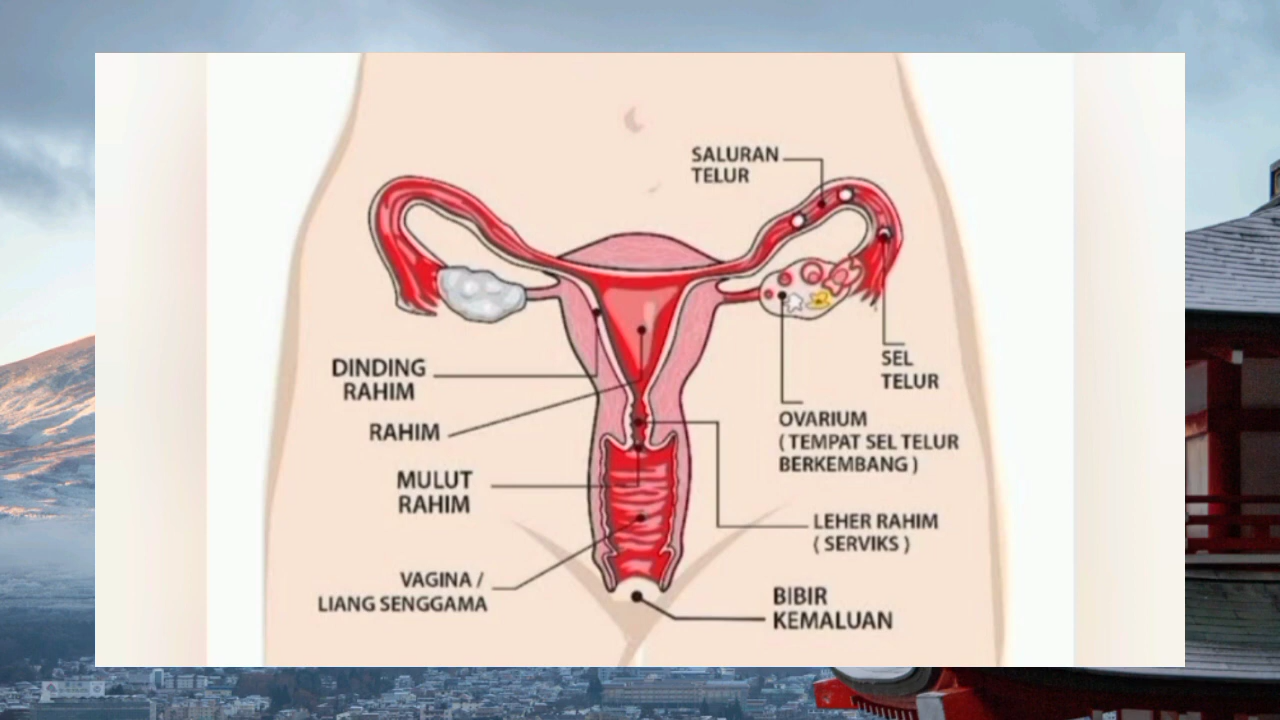 SALURAN
TELUR
DINDING
RAHIM
RAHIM
MULUT
RAHIM
VAGINA /
LIANG SENGGAMA
SEL
TELUR
OVARIUM
( TEMPAT SEL TELUR
BERKEMBANG )
LEHER RAHIM
( SERVIKS )
BIBIR
KEMALUAN